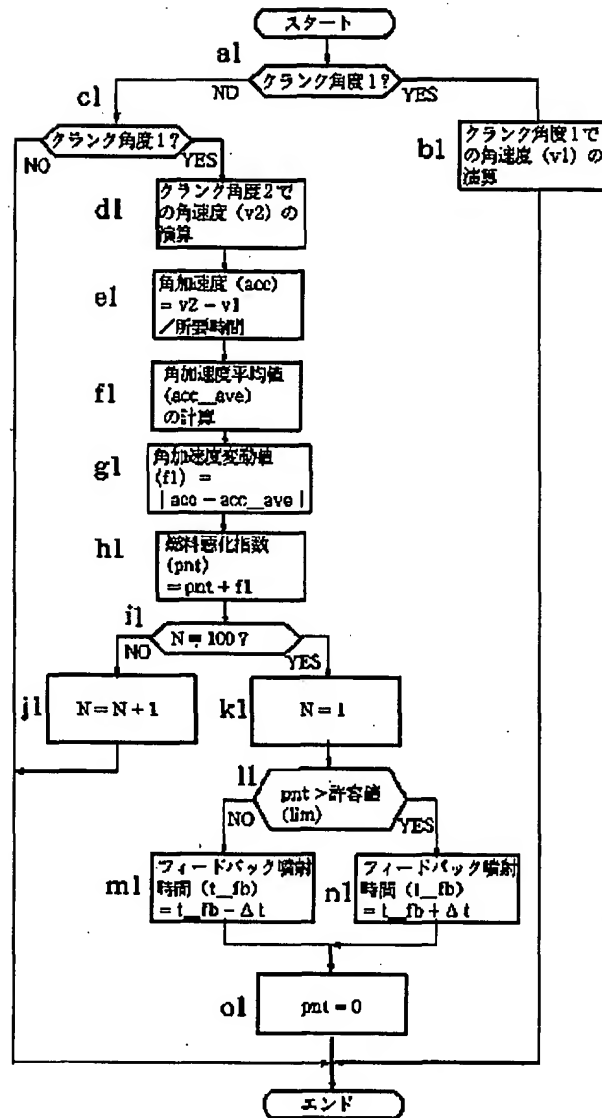 スタート
a1
クランク角度1?
NO
YES
c1
クランク角度1?
NO
YES
b1
クランク角度1で
の角速度(v1)の
演算
d1
クランク角度2で
の角速度(v2)の
演算
e1
角加速度(acc)
=v2-v1
/所要時間
f1
角加速度平均値
(acc__ave)
の計算
g1
角加速度変動値
(f1)=
|acc-acc__ave|
h1
燃料悪化指数
(pnt)
=pnt+f1
i1
N=100?
NO
YES
j1
N=N+1
k1
N=1
l1
pnt>許容値
(lim)
NO
YES
m1
フィードバック噴射
時間(t__fb)
=t__fb-Δt
n1
フィードバック噴射
時間(t__fb)
=t__fb+Δt
o1
pnt=0
エンド